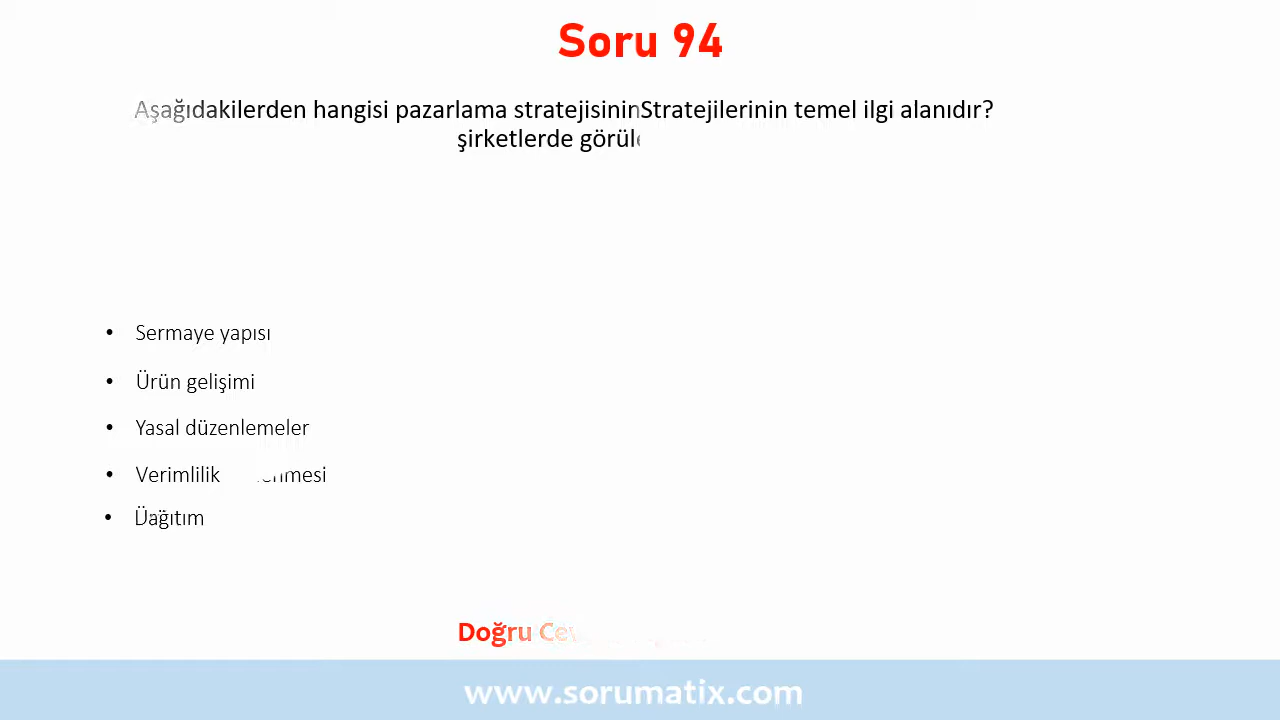 Soru 94
Aşağıdakilerden hangisi pazarlama stratejisininStratejilerinin temel ilgi alanıdır?
şirketlerde
• Sermaye yapısı
• Ürün gelişimi
• Yasal düzenlemeler
• Verimlilik
• Üağıtım
Doğru
www.sorumatix.com